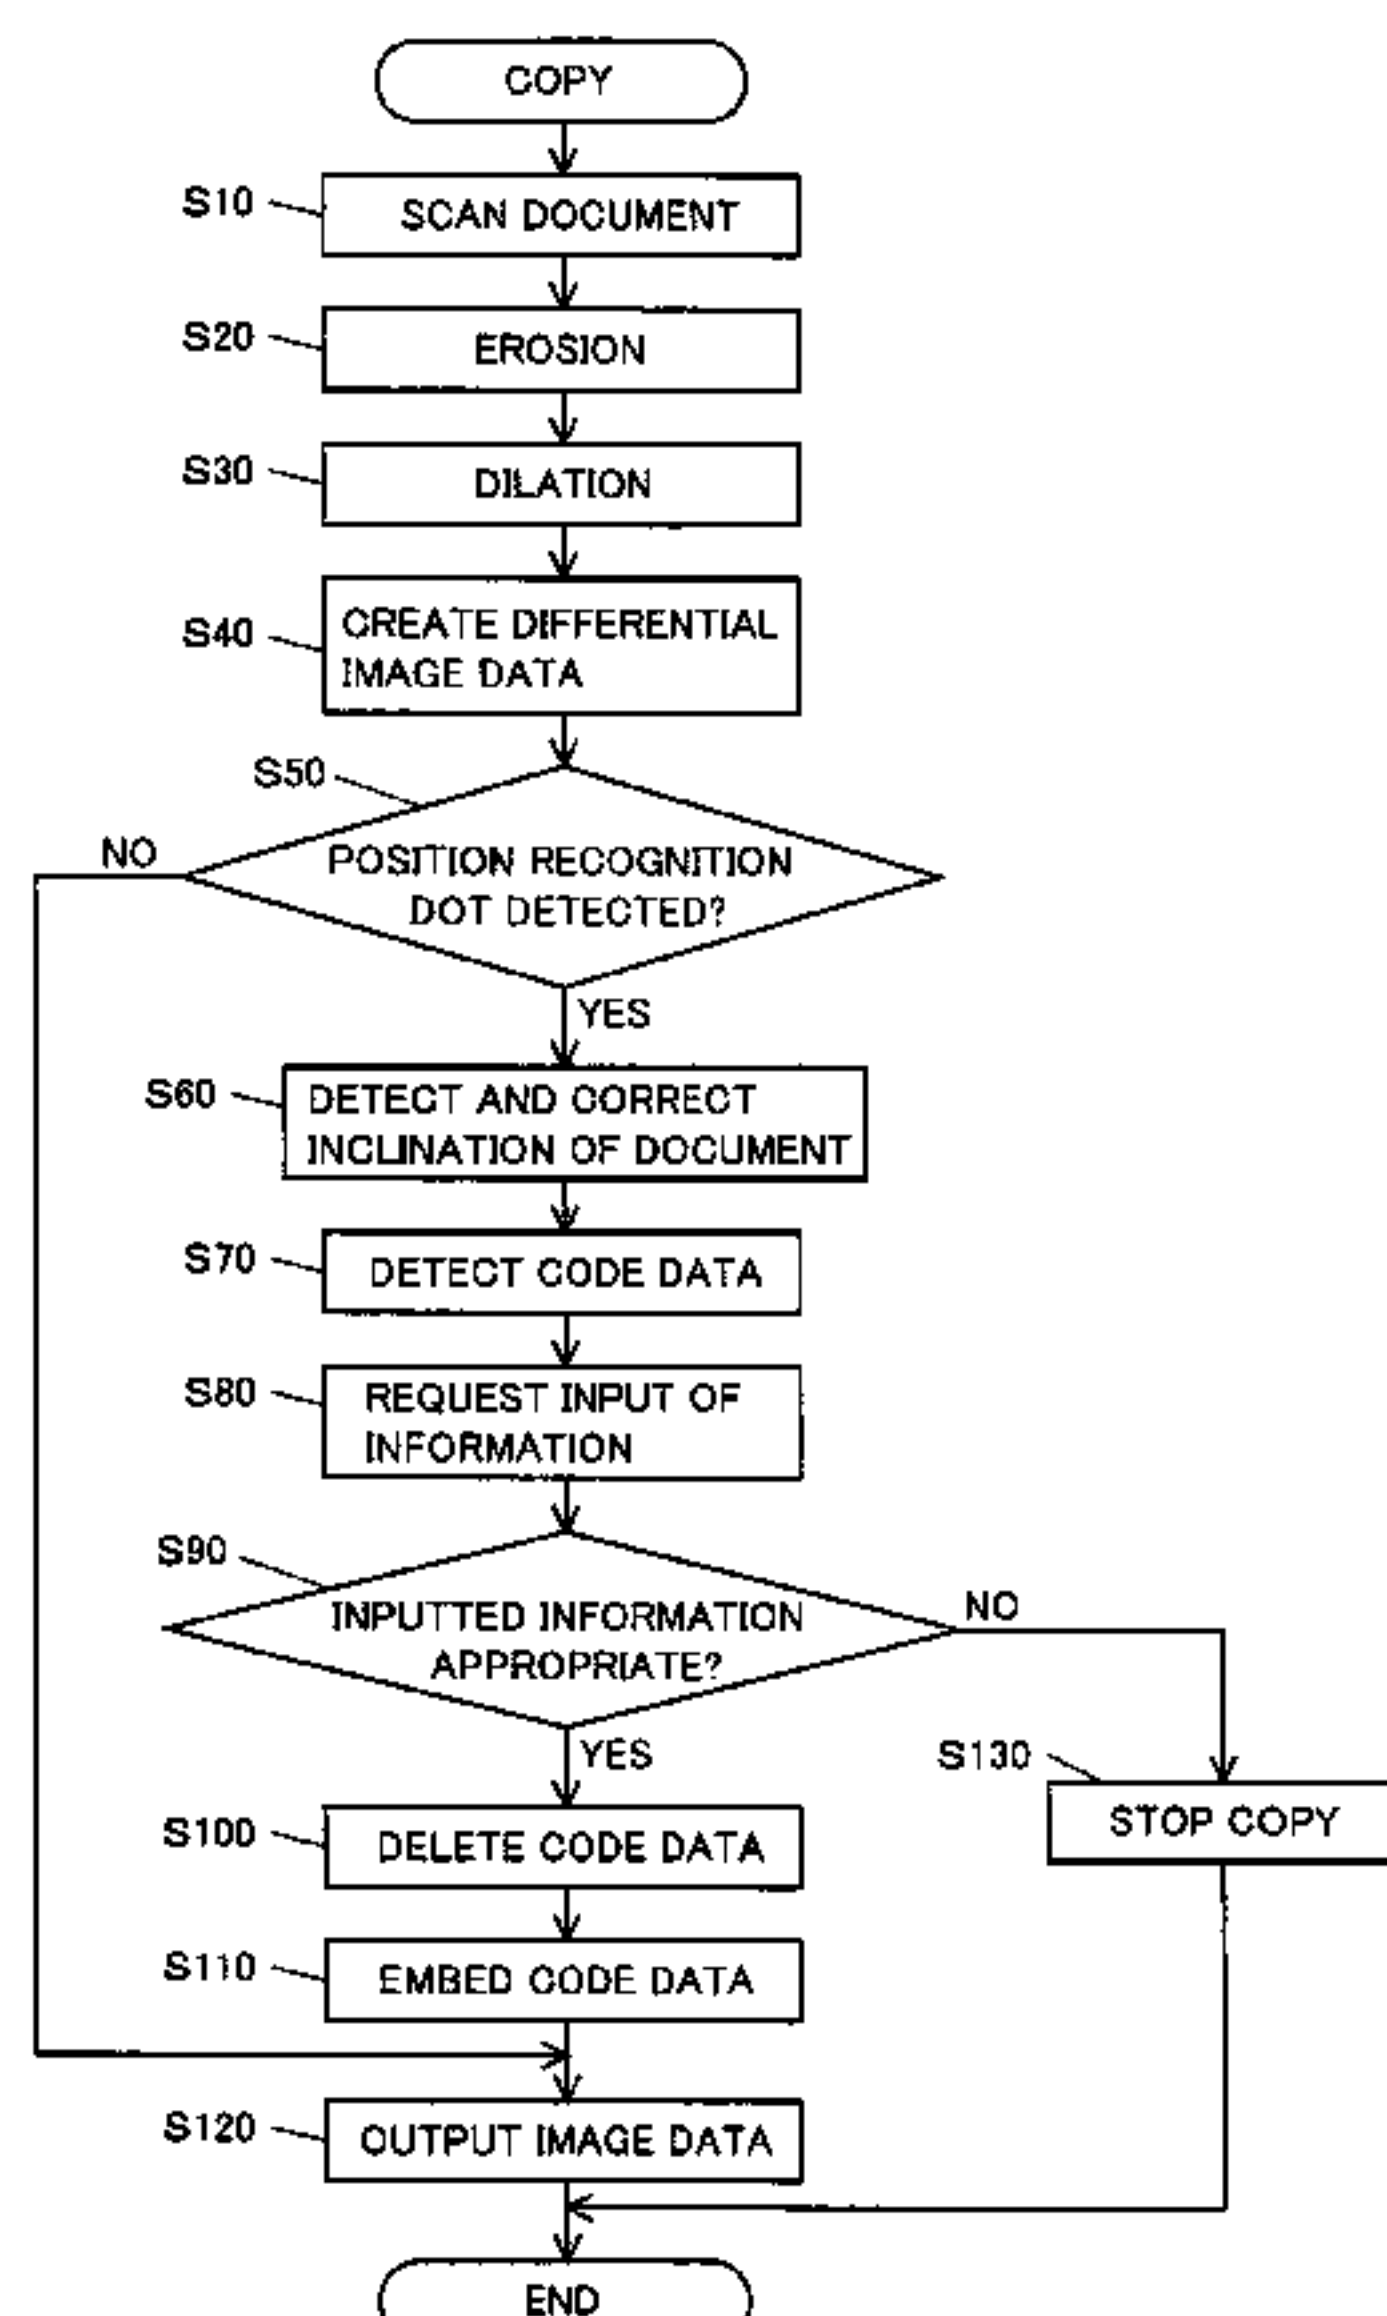 COPY
S10
SCAN DOCUMENT
S20
EROSION
S30
DILATION
S40
CREATE DIFFERENTIAL
IMAGE DATA
S50
NO
POSITION RECOGNITION
DOT DETECTED?
YES
S60
DETECT AND CORRECT
INCLINATION OF DOCUMENT
S70
DETECT CODE DATA
S80
REQUEST INPUT OF
INFORMATION
S90
INPUTTED INFORMATION
APPROPRIATE?
NO
YES
S130
STOP COPY
S100
DELETE CODE DATA
S110
EMBED CODE DATA
S120
OUTPUT IMAGE DATA
END